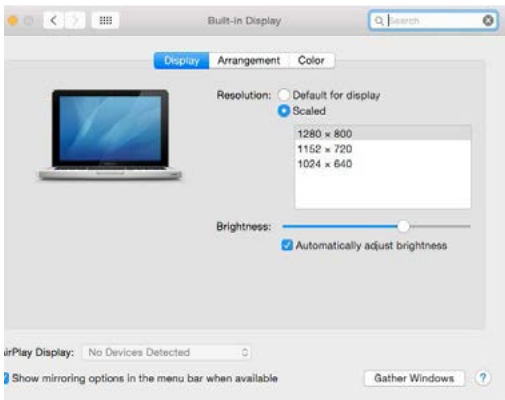 Built-in Display
Search
Display Arrangement Color
Resolution: Default for display
Scaled
1280 × 800
1152 × 720
1024 × 640
Brightness:
Automatically adjust brightness
irPlay Display: No Devices Detected
Show mirroring options in the menu bar when available
Gather Windows ?